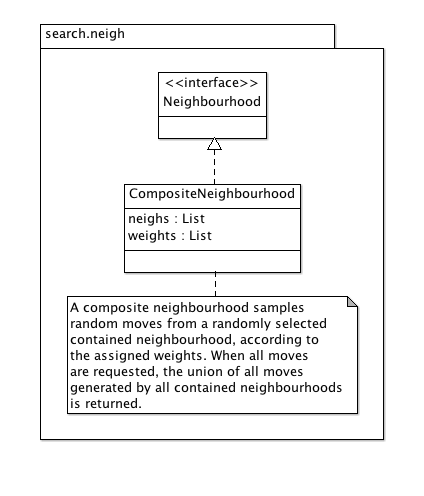 search.neigh
<<interface>>
Neighbourhood
CompositeNeighbourhood
neighs : List
weights : List
A composite neighbourhood samples
random moves from a randomly selected
contained neighbourhood, according to
the assigned weights. When all moves
are requested, the union of all moves
generated by all contained neighbourhoods
is returned.